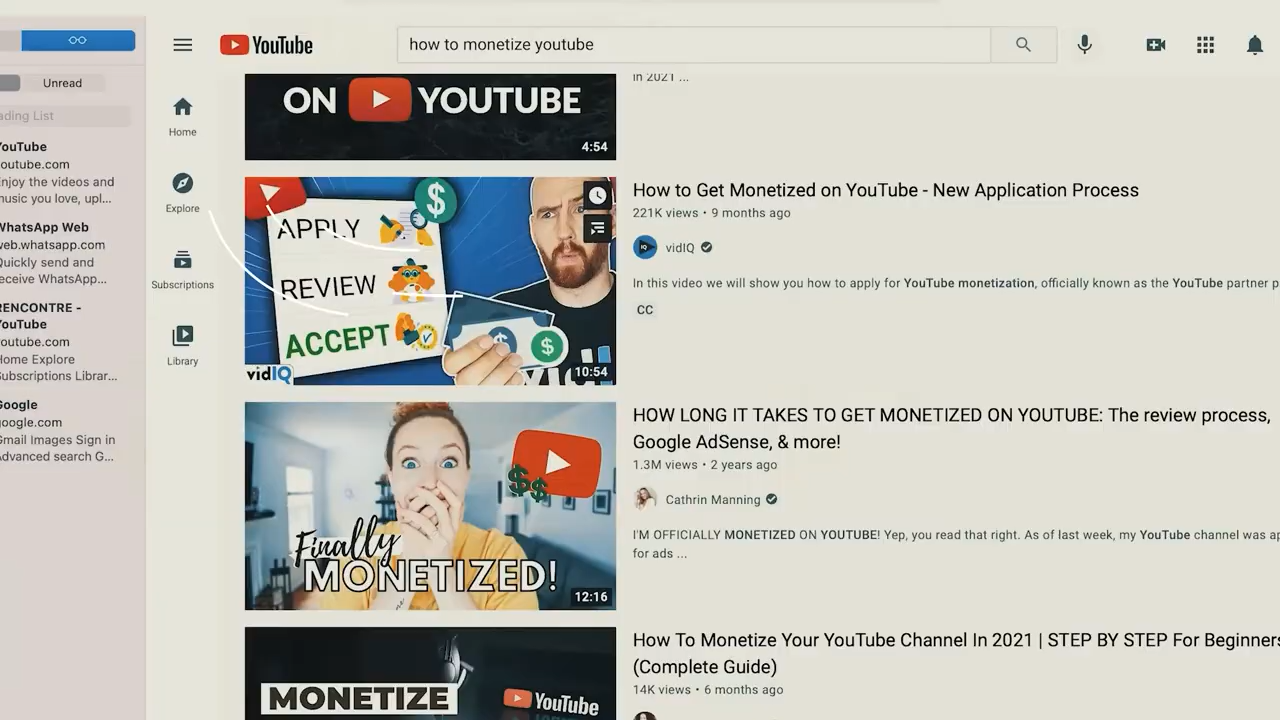 YouTube
how to monetize youtube
Unread
ading List
YouTube
outube.com
Enjoy the videos and
music you love, upl...
WhatsApp Web
web.whatsapp.com
Quickly send and
receive WhatsApp...
RENCONTRE -
YouTube
outube.com
Home Explore
Subscriptions Librar...
Google
google.com
Gmail Images Sign in
Advanced search G...
Home
Explore
Subscriptions
Library
ON YOUTUBE
4:54
in 2021 ...
APPLY
REVIEW
ACCEPT
vidIQ
10:54
How to Get Monetized on YouTube - New Application Process
221K views • 9 months ago
vidIQ
In this video we will show you how to apply for YouTube monetization, officially known as the YouTube partner p
CC
Finally
MONETIZED!
12:16
HOW LONG IT TAKES TO GET MONETIZED ON YOUTUBE: The review process,
Google AdSense, & more!
1.3M views • 2 years ago
Cathrin Manning
I'M OFFICIALLY MONETIZED ON YOUTUBE! Yep, you read that right. As of last week, my YouTube channel was ap
for ads ...
MONETIZE
YouTube
How To Monetize Your YouTube Channel In 2021 | STEP BY STEP For Beginners
(Complete Guide)
14K views • 6 months ago